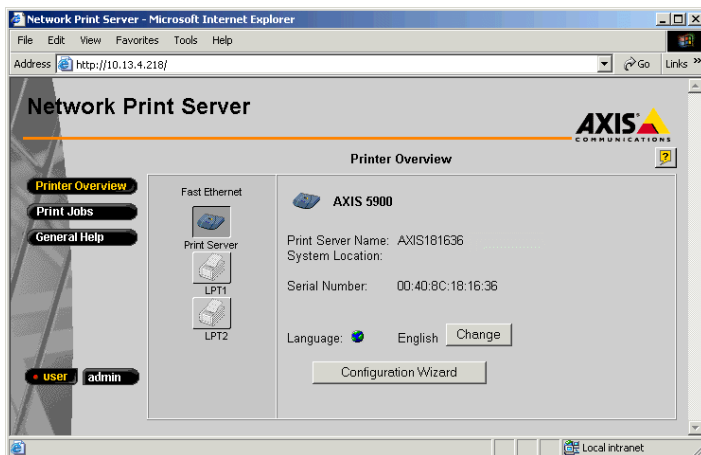 Network Print Server - Microsoft Internet Explorer
File Edit View Favorites Tools Help
Address http://10.13.4.218/ Go Links »
Network Print Server
AXIS
COMMUNICATIONS
Printer Overview
?
Printer Overview
Print Jobs
General Help
user admin
Fast Ethernet
Print Server
LPT1
LPT2
AXIS 5900
Print Server Name: AXIS181636
System Location:
Serial Number: 00:40:8C:18:16:36
Language: English Change
Configuration Wizard
Local intranet